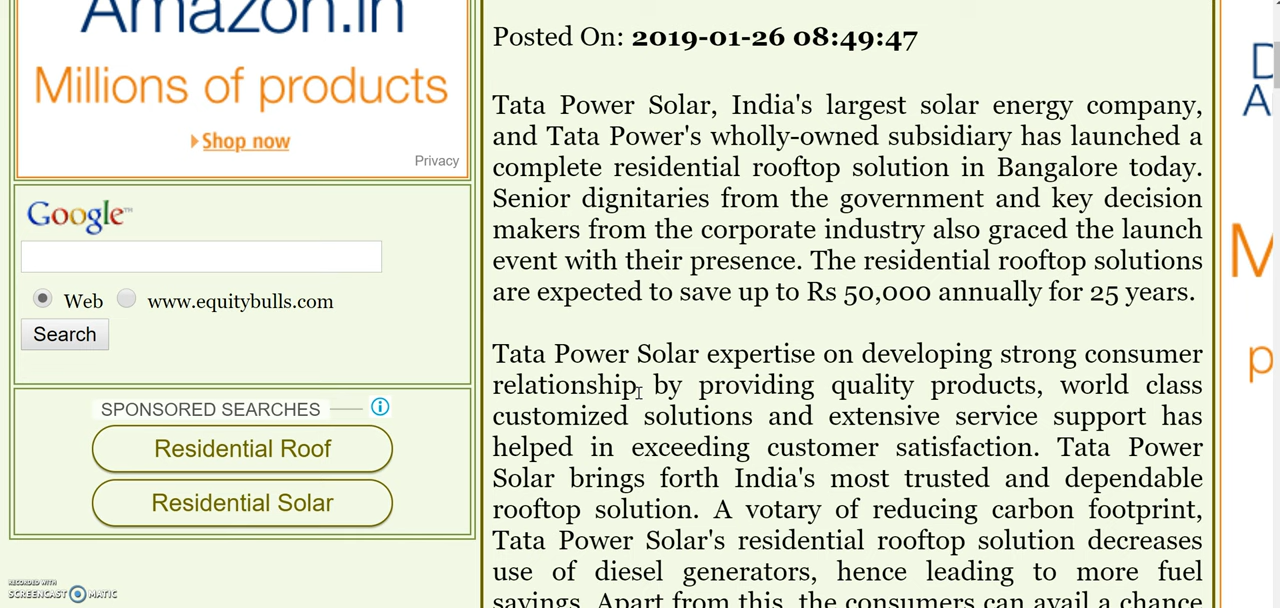 Amazon.in
Millions of products
Shop now
Privacy
Google™
Web
www.equitybulls.com
Search
SPONSORED SEARCHES
Residential Roof
Residential Solar
RECORDED WITH
SCREENCAST MATIC
Posted On: 2019-01-26 08:49:47
Tata Power Solar, India's largest solar energy company,
and Tata Power's wholly-owned subsidiary has launched a
complete residential rooftop solution in Bangalore today.
Senior dignitaries from the government and key decision
makers from the corporate industry also graced the launch
event with their presence. The residential rooftop solutions
are expected to save up to Rs 50,000 annually for 25 years.
Tata Power Solar expertise on developing strong consumer
relationship by providing quality products, world class
customized solutions and extensive service support has
helped in exceeding customer satisfaction. Tata Power
Solar brings forth India's most trusted and dependable
rooftop solution. A votary of reducing carbon footprint,
Tata Power Solar's residential rooftop solution decreases
use of diesel generators, hence leading to more fuel
savings. Apart from this, the consumers can avail a chance
A
M
p